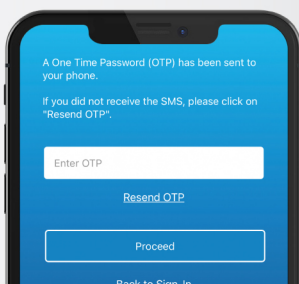 A One Time Password (OTP) has been sent to
your phone.
If you did not receive the SMS, please click on
"Resend OTP".
Enter OTP
Resend OTP
Proceed
Back to Sign In